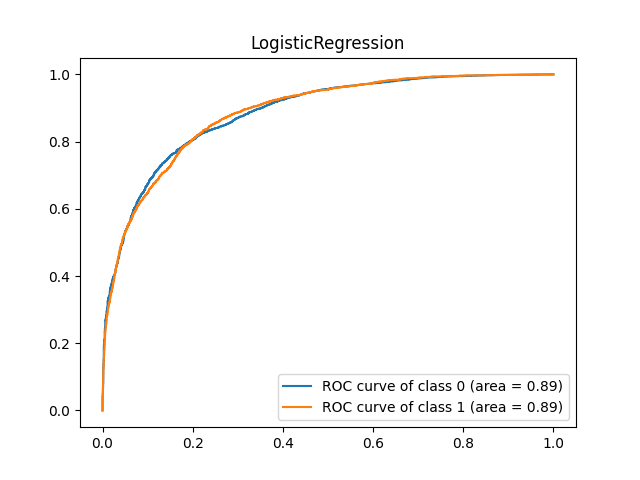 LogisticRegression
1.0
0.8
0.6
0.4
0.2
0.0
ROC curve of class 0 (area = 0.89)
ROC curve of class 1 (area = 0.89)
0.0 0.2 0.4 0.6 0.8 1.0